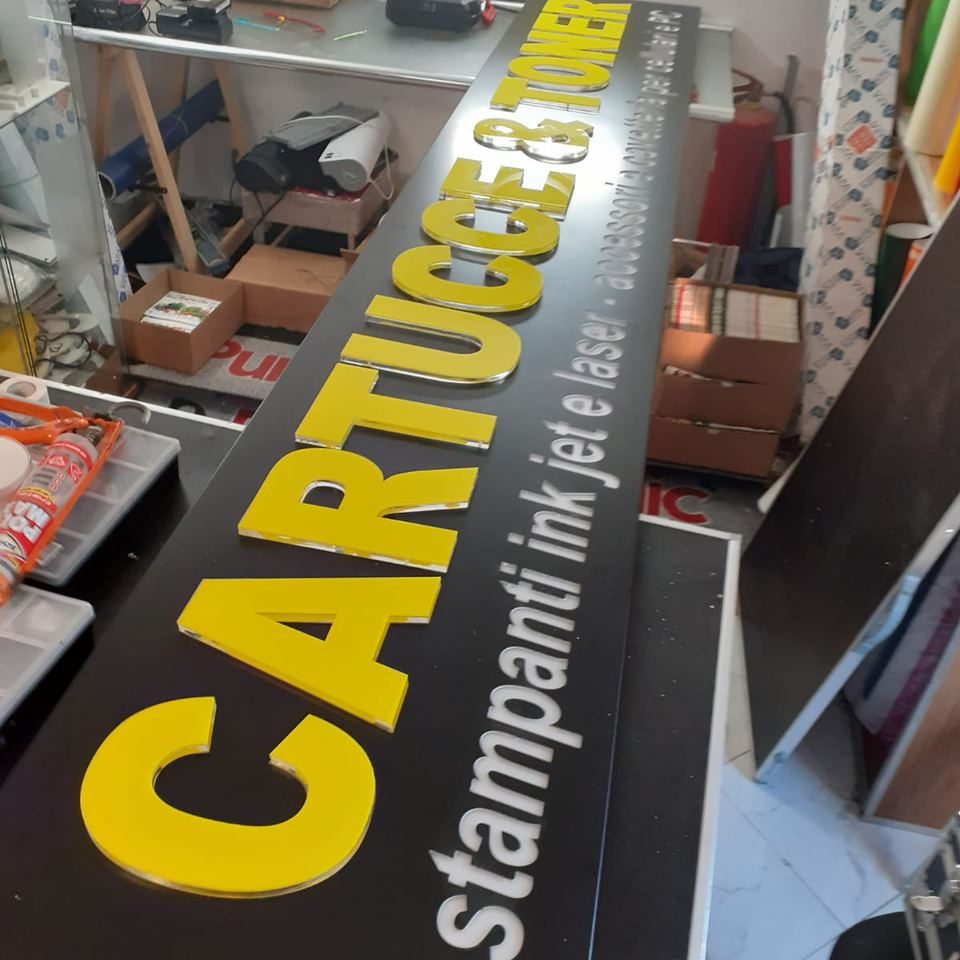 CARTUCCE & TONER
stampanti ink jet e laser - accessori e cavetteria per cellulari e PC